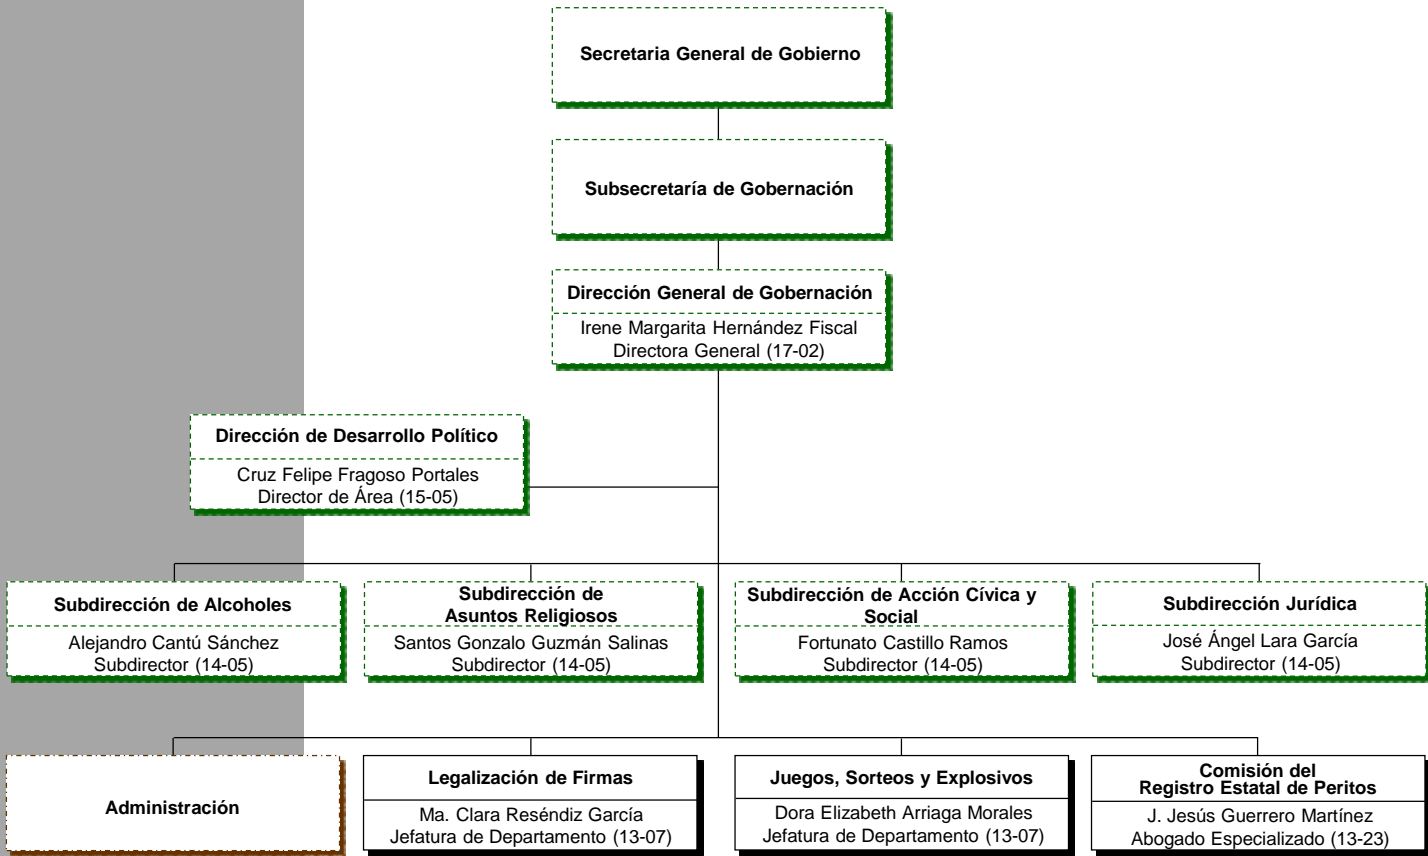 Secretaria General de Gobierno
Subsecretaría de Gobernación
Dirección General de Gobernación
Irene Margarita Hernández Fiscal
Directora General (17-02)
Dirección de Desarrollo Político
Cruz Felipe Fragoso Portales
Director de Área (15-05)
Subdirección de Alcoholes
Alejandro Cantú Sánchez
Subdirector (14-05)
Subdirección de
Asuntos Religiosos
Santos Gonzalo Guzmán Salinas
Subdirector (14-05)
Subdirección de Acción Cívica y
Social
Fortunato Castillo Ramos
Subdirector (14-05)
Subdirección Jurídica
José Ángel Lara García
Subdirector (14-05)
Administración
Legalización de Firmas
Ma. Clara Reséndiz García
Jefatura de Departamento (13-07)
Juegos, Sorteos y Explosivos
Dora Elizabeth Arriaga Morales
Jefatura de Departamento (13-07)
Comisión del
Registro Estatal de Peritos
J. Jesús Guerrero Martínez
Abogado Especializado (13-23)